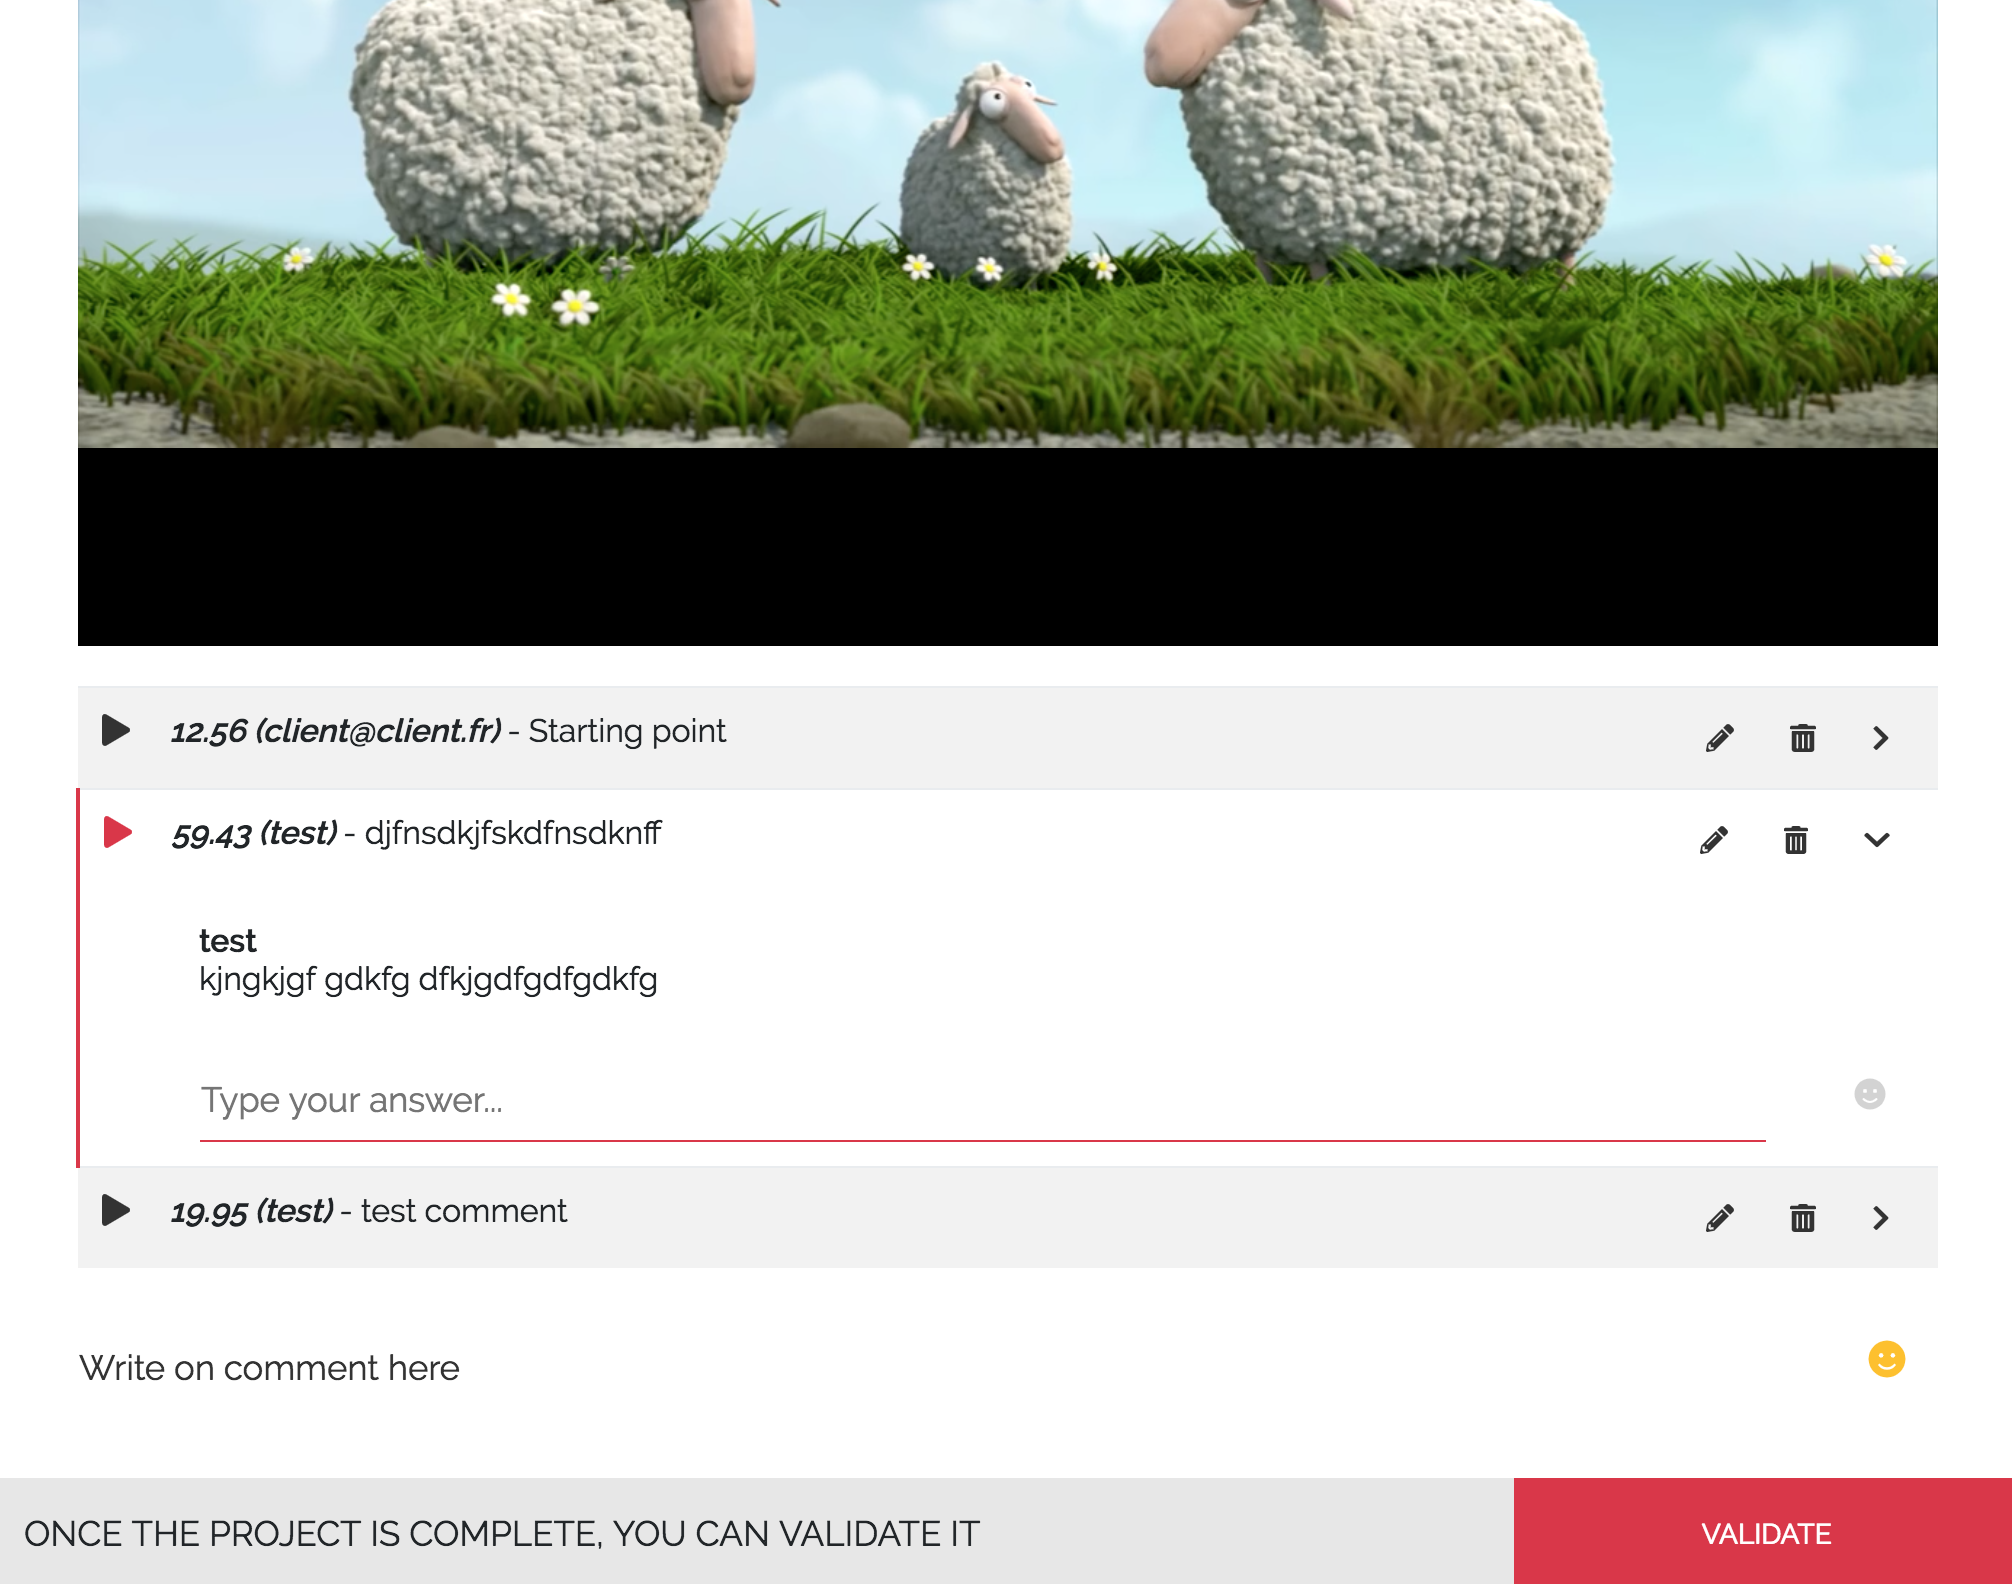 12.56 (client@client.fr) - Starting point
59.43 (test) - djfnsdkjfskdfnsdknff
test
kjngkjgf gdkfg dfkjgdfgdfgdkfg
Type your answer...
19.95 (test) - test comment
Write on comment here
ONCE THE PROJECT IS COMPLETE, YOU CAN VALIDATE IT
VALIDATE